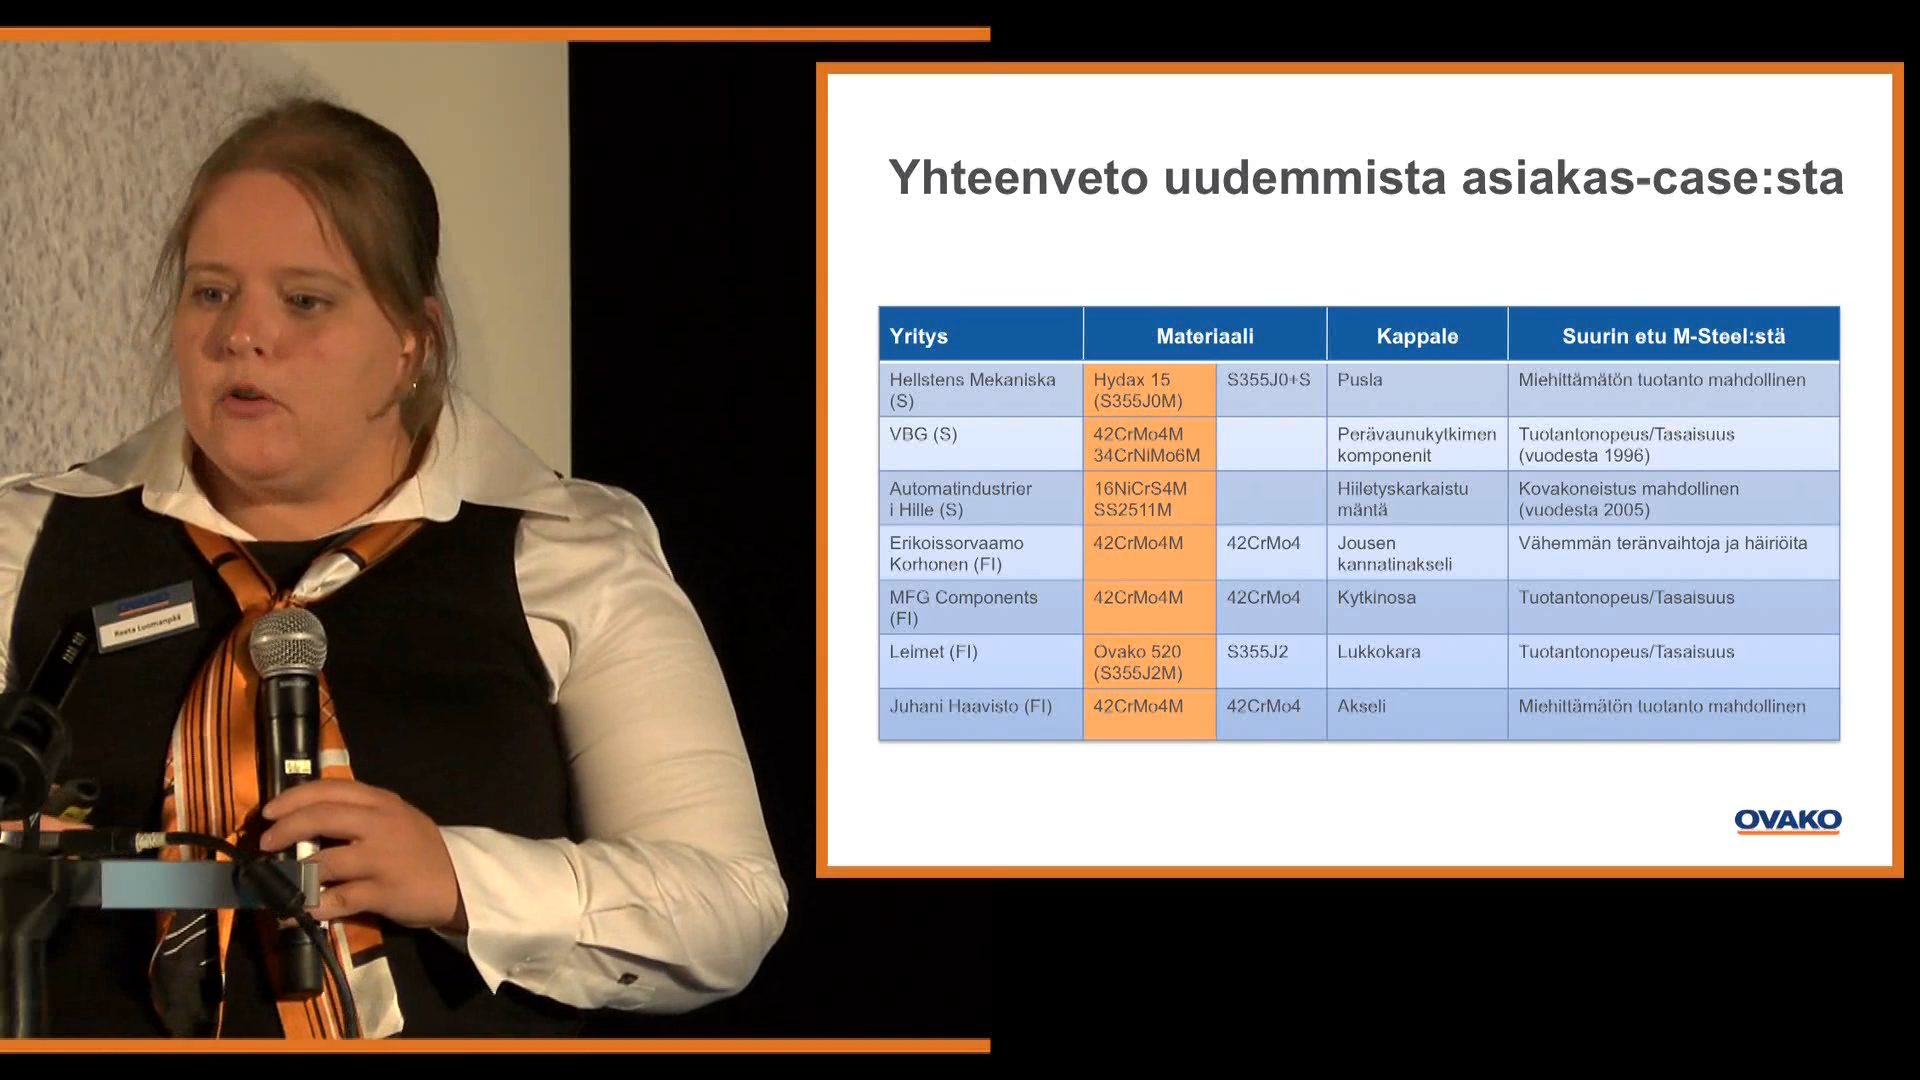 Yhteenveto uudemmista asiakas-case:sta
Yritys Materiaali Kappale Suurin etu M-Steel:stä
Hellstens Mekaniska Hydax 15 S355J0+S Pusla Miehittämätön tuotanto mahdollinen
(S) (S355J0M)
VBG (S) 42CrMo4M Perävaunukytkimen Tuotantonopeus/Tasaisuus
34CrNiMo6M komponenit (vuodesta 1996)
Automatindustrier 16NiCrS4M Hiiletyskarkaistu Kovakoneistus mahdollinen
i Hille (S) SS2511M mäntä (vuodesta 2005)
Erikoissorvaamo 42CrMo4M 42CrMo4 Jousen Vähemmän teränvaihtoja ja häiriöita
Korhonen (FI) kannatinakseli
MFG Components 42CrMo4M 42CrMo4 Kytkinosa Tuotantonopeus/Tasaisuus
(FI)
Leimet (FI) Ovako 520 S355J2 Lukkokara Tuotantonopeus/Tasaisuus
(S355J2M)
Juhani Haavisto (FI) 42CrMo4M 42CrMo4 Akseli Miehittämätön tuotanto mahdollinen
OVAKO
OVAKO
Reeta Luomanpää